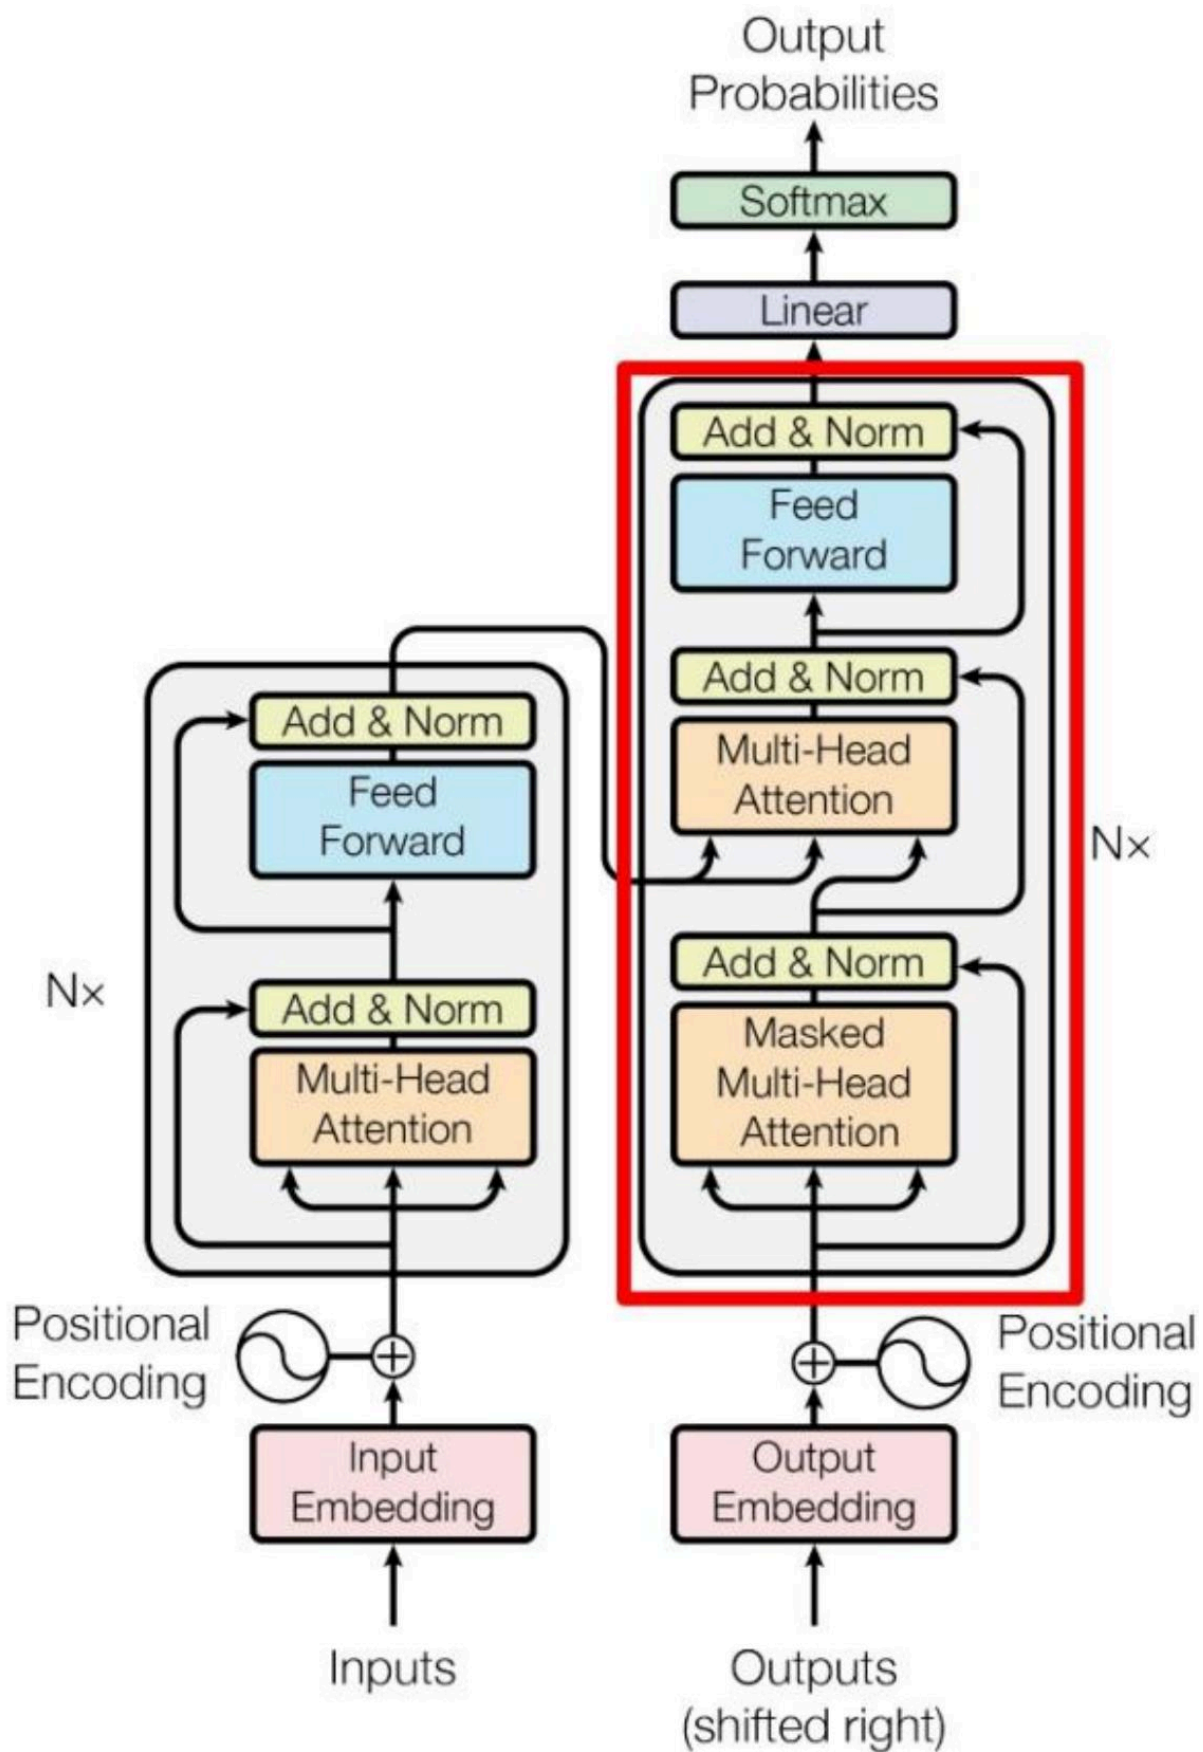 Output
Probabilities
Softmax
Linear
Add & Norm
Feed
Forward
Add & Norm
Multi-Head
Attention
Add & Norm
Masked
Multi-Head
Attention
N×
Add & Norm
Feed
Forward
Add & Norm
Multi-Head
Attention
N×
Positional
Encoding
Positional
Encoding
Input
Embedding
Output
Embedding
Inputs
Outputs
(shifted right)